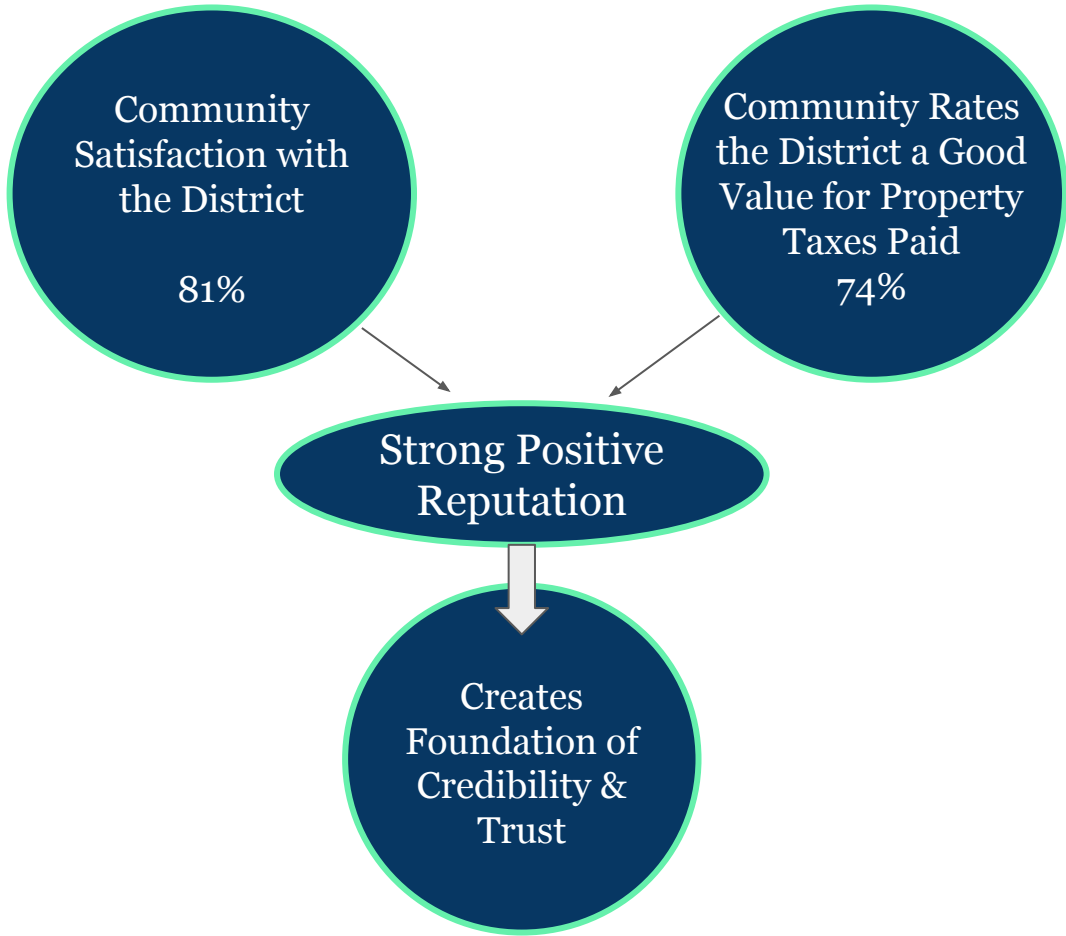 Community
Satisfaction with
the District
81%
Community Rates
the District a Good
Value for Property
Taxes Paid
74%
Strong Positive
Reputation
Creates
Foundation of
Credibility &
Trust